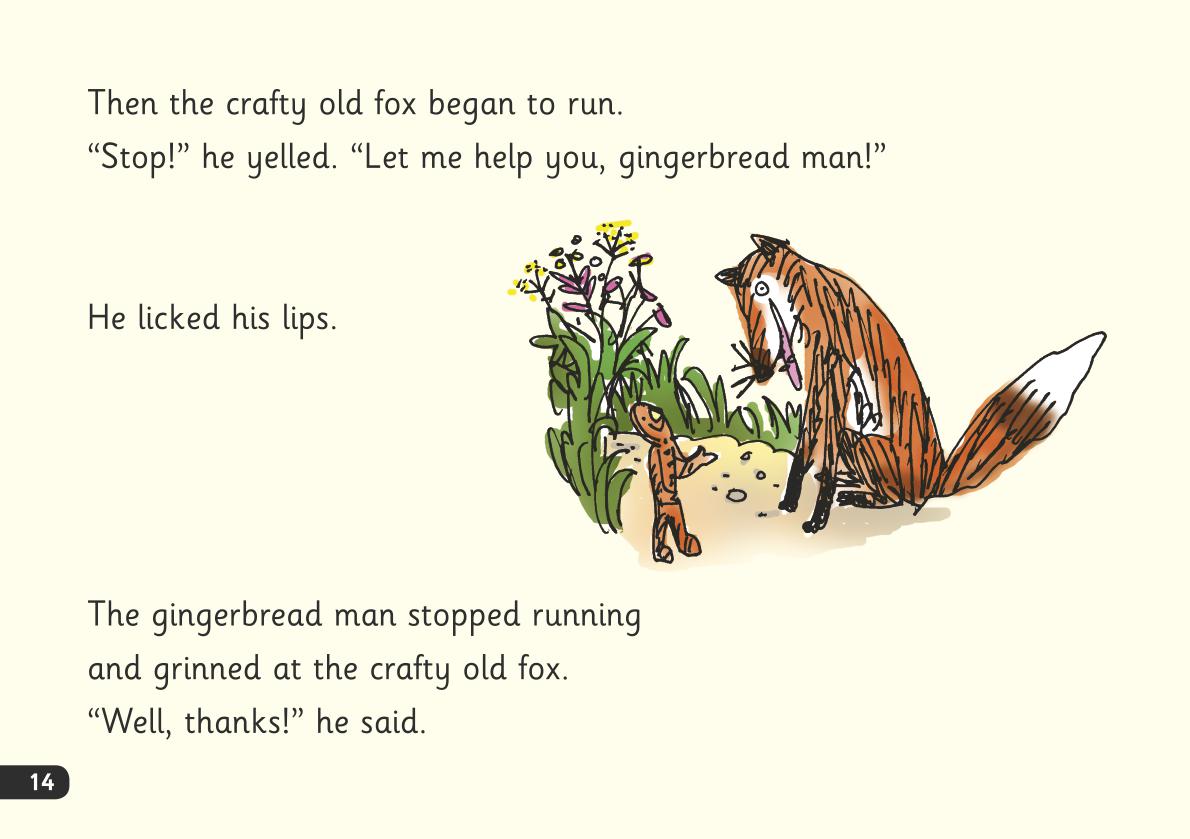 Then the crafty old fox began to run.
“Stop!” he yelled. “Let me help you, gingerbread man!”
He licked his lips.
The gingerbread man stopped running
and grinned at the crafty old fox.
“Well, thanks!” he said.
14